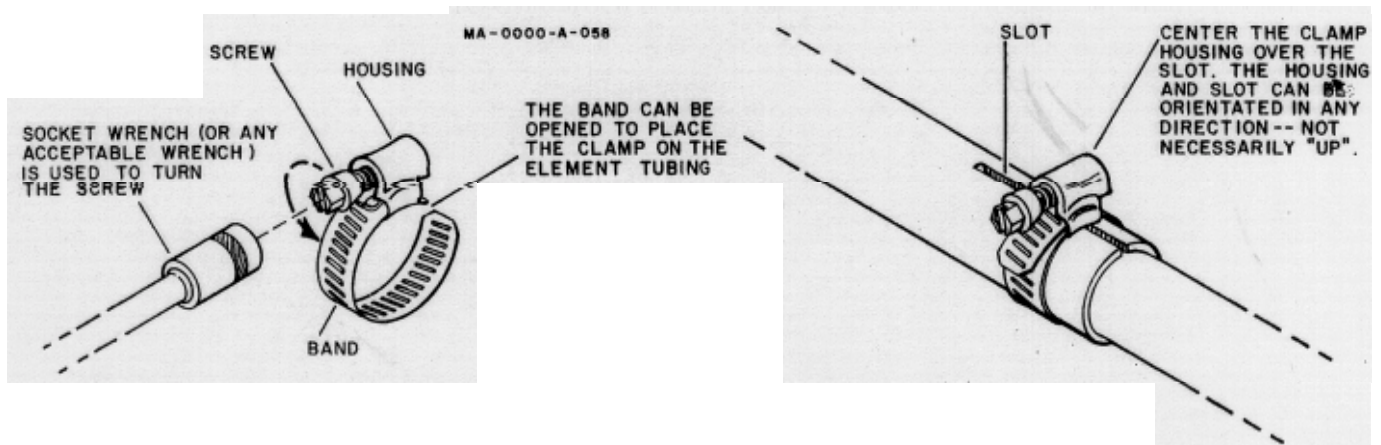 MA-0000-A-058
SCREW
HOUSING
SOCKET WRENCH (OR ANY
ACCEPTABLE WRENCH)
IS USED TO TURN
THE SCREW
THE BAND CAN BE
OPENED TO PLACE
THE CLAMP ON THE
ELEMENT TUBING
BAND
SLOT
CENTER THE CLAMP
HOUSING OVER THE
SLOT. THE HOUSING
AND SLOT CAN BE
ORIENTATED IN ANY
DIRECTION -- NOT
NECESSARILY "UP".